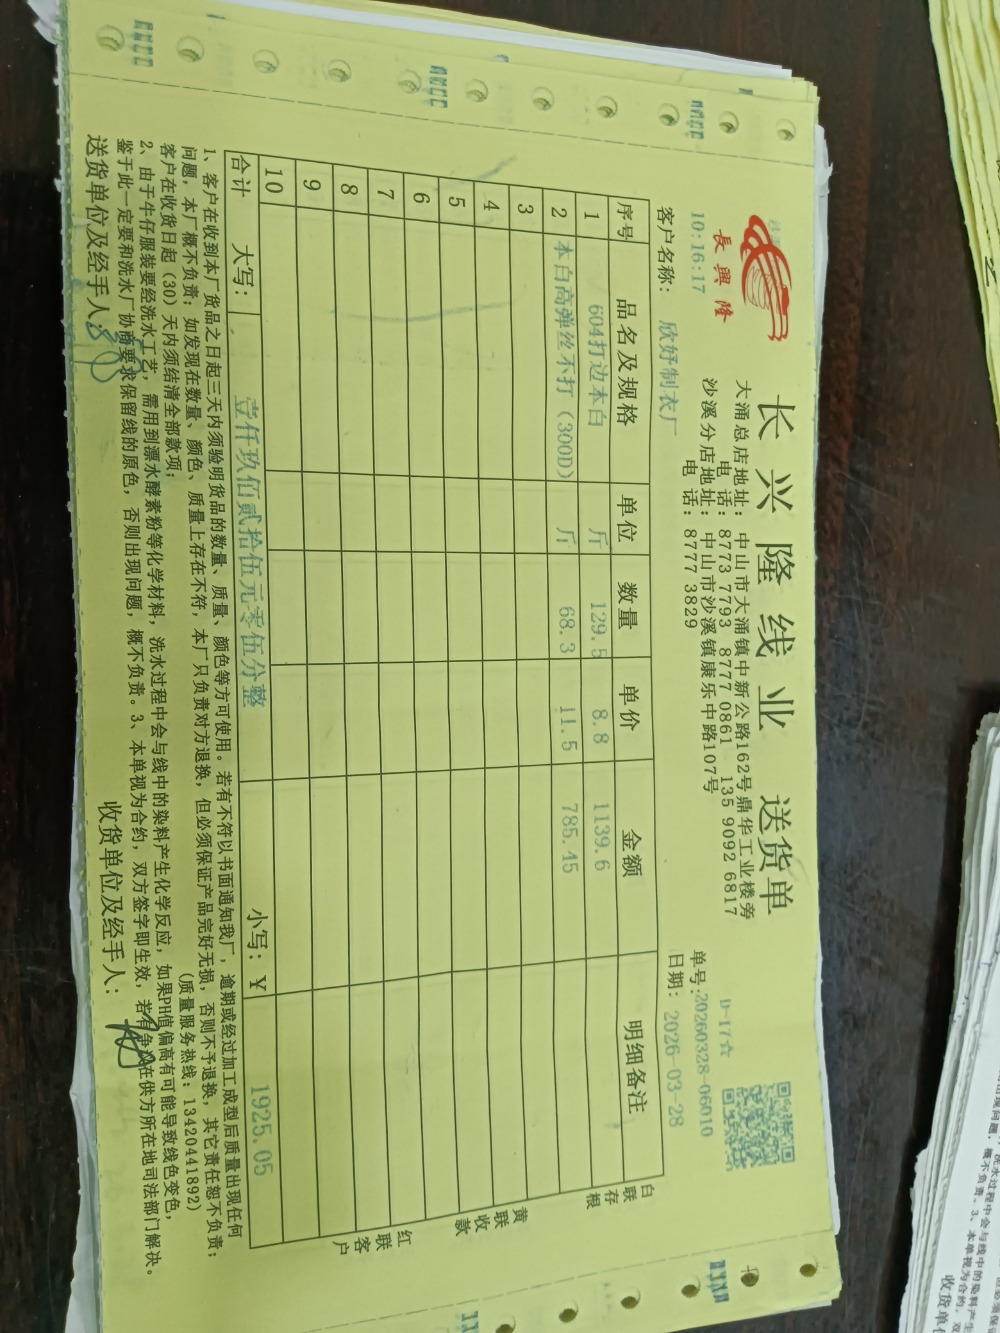 長興隆
长兴隆线业 送货单
D-17☆
10:16:17
大涌总店地址：中山市大涌镇中新公路162号鼎华工业楼旁
电 话：8773 7793 8777 0861 135 9092 6817
沙溪分店地址：中山市沙溪镇康乐中路107号
电 话：8777 3829
单号:20260328-06010
客户名称： 欣妤制衣厂
日期：2026-03-28
序号 品名及规格 单位 数量 单价 金额 明细备注
1 604打边本白 斤 129.5 8.8 1139.6
2 本白高弹丝不打（300D） 斤 68.3 11.5 785.45
3
4
5
6
7
8
9
10
合计 大写： 壹仟玖佰贰拾伍元零伍分整 小写：￥ 1925.05
白联存根
黄联收款
红联客户
1、客户在收到本厂货品之日起三天内须验明货品的数量、质量、颜色等方可使用。若有不符以书面通知我厂，逾期或经过加工成型后质量出现任何
问题，本厂概不负责；如发现在数量、颜色、质量上存在不符，本厂只负责对方退换，但必须保证产品完好无损，否则不予退换，其它责任恕不负责；
客户在收货日起（30）天内须结清全部款项； （质量服务热线：13420441892）
2、由于牛仔服装要经洗水工艺，需用到漂水酵素粉等化学材料，洗水过程中会与线中的染料产生化学反应，如果PH值偏高有可能导致线色变色，
鉴于此一定要和洗水厂协商要求保留线的原色，否则出现问题，概不负责。3、本单视为合约，双方签字即生效，若有争议在供方所在地司法部门解决。
送货单位及经手人： 收货单位及经手人：